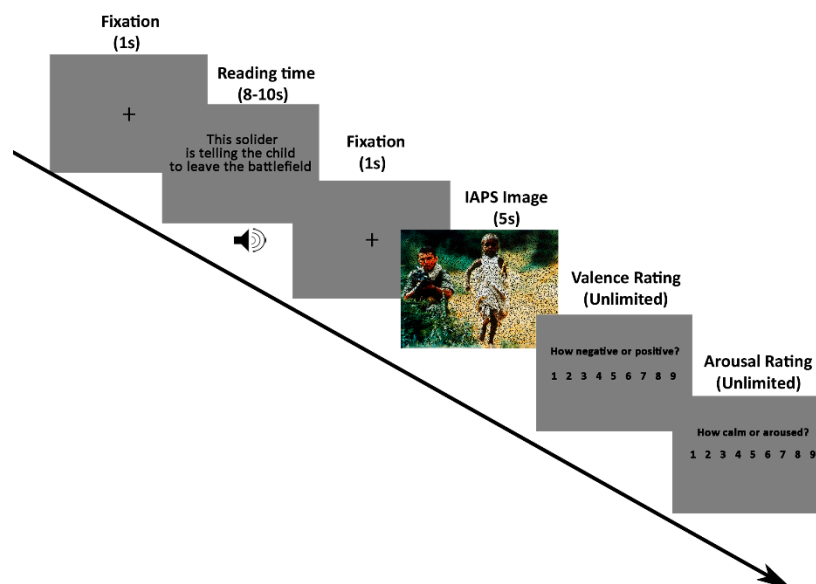 Fixation
(1s)
Reading time
(8-10s)
This solider
is telling the child
to leave the battlefield
Fixation
(1s)
IAPS Image
(5s)
Valence Rating
(Unlimited)
How negative or positive?
1 2 3 4 5 6 7 8 9
Arousal Rating
(Unlimited)
How calm or aroused?
1 2 3 4 5 6 7 8 9